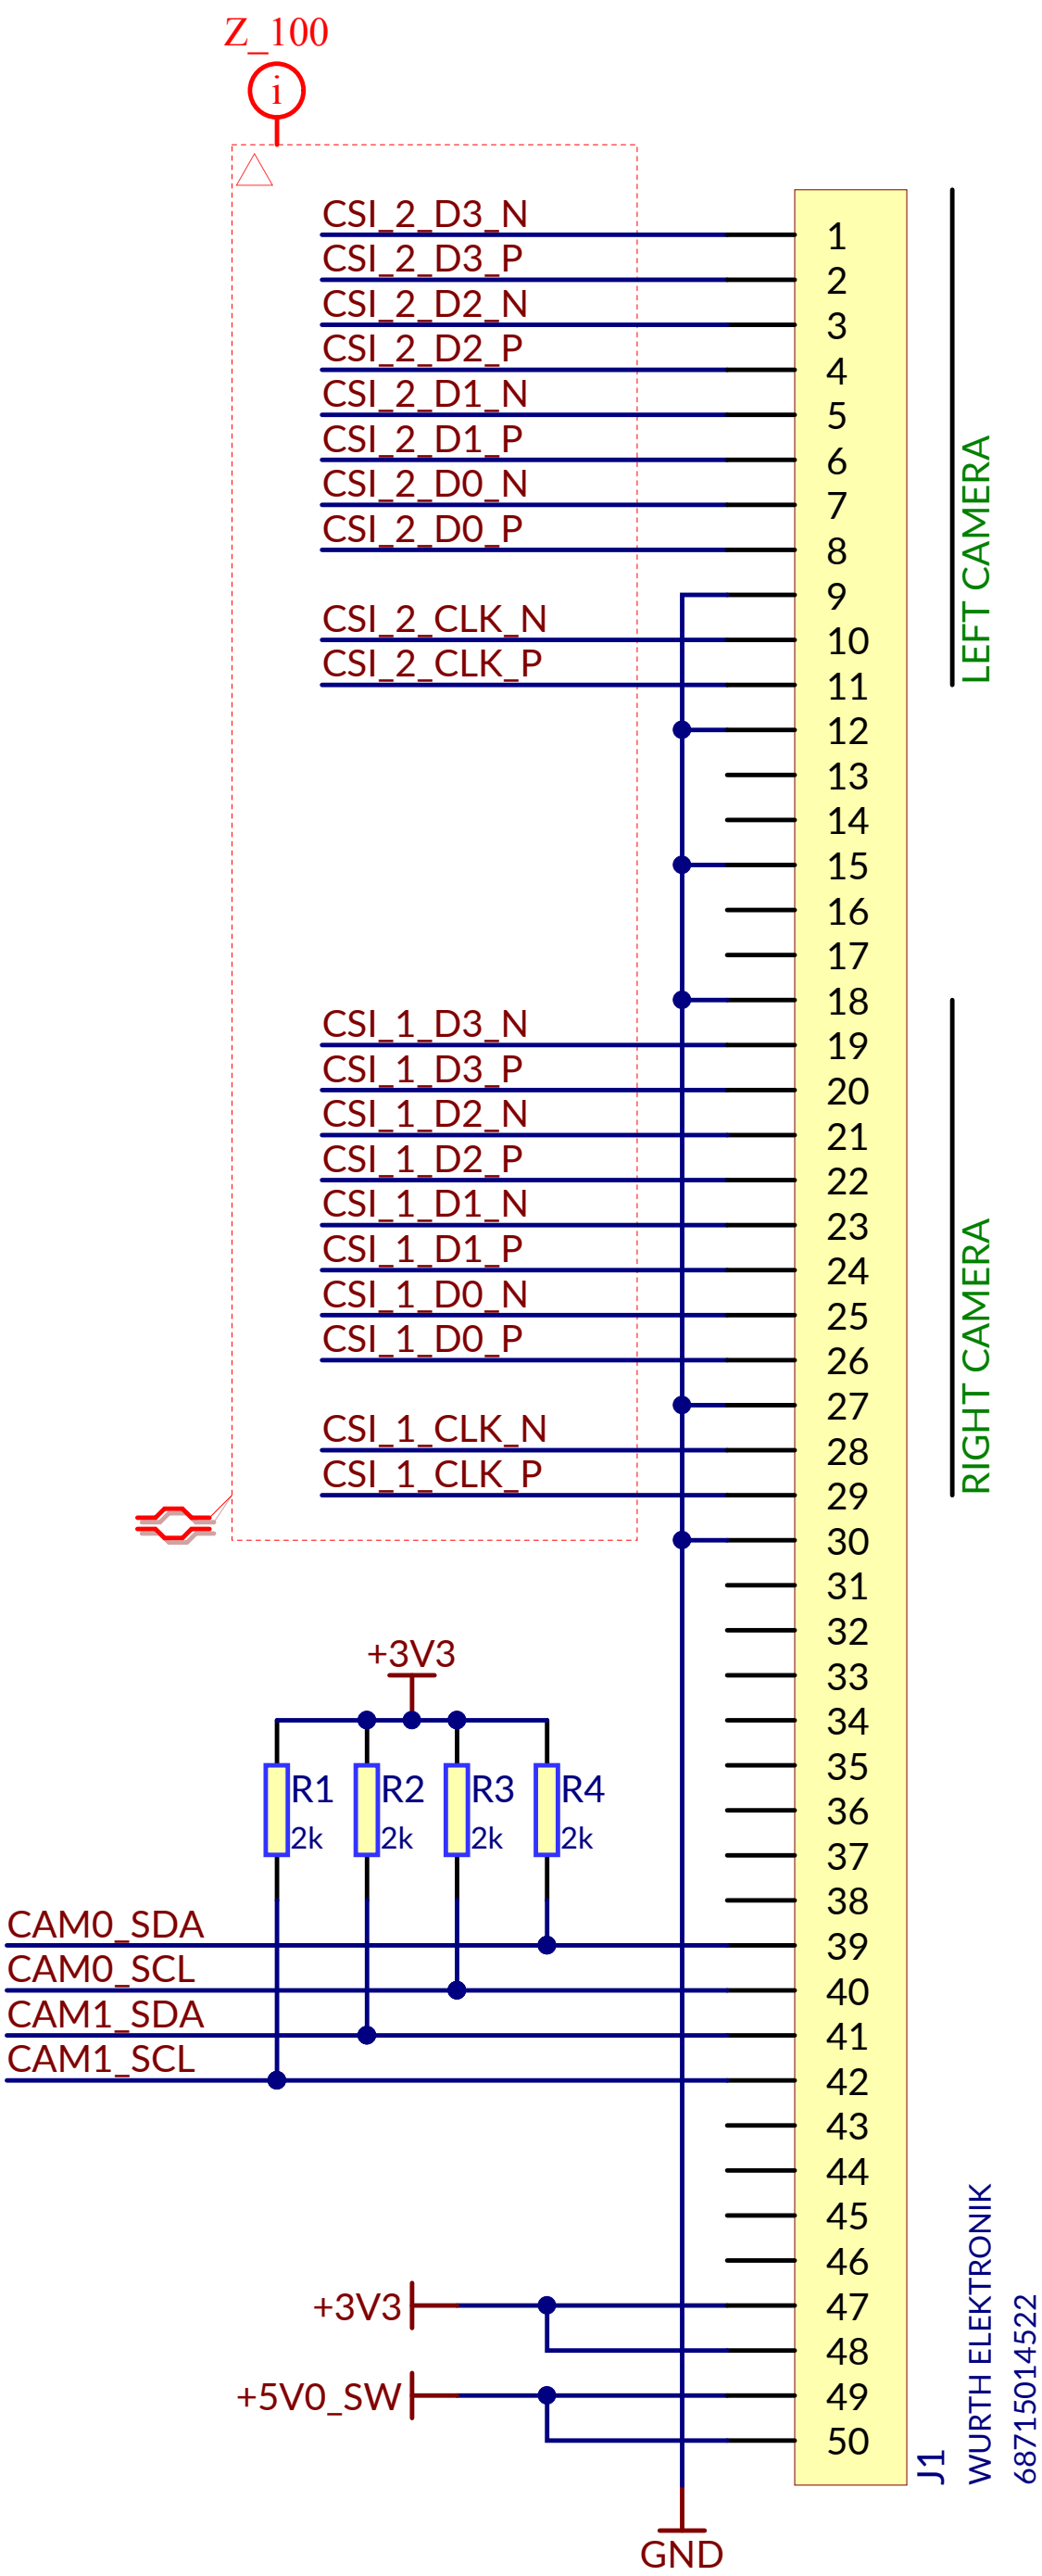 Z_100
i
CSI_2_D3_N 1
CSI_2_D3_P 2
CSI_2_D2_N 3
CSI_2_D2_P 4
CSI_2_D1_N 5
CSI_2_D1_P 6
CSI_2_D0_N 7
CSI_2_D0_P 8
9
CSI_2_CLK_N 10
CSI_2_CLK_P 11
LEFT CAMERA
12
13
14
15
16
17
18
CSI_1_D3_N 19
CSI_1_D3_P 20
CSI_1_D2_N 21
CSI_1_D2_P 22
CSI_1_D1_N 23
CSI_1_D1_P 24
CSI_1_D0_N 25
CSI_1_D0_P 26
27
CSI_1_CLK_N 28
CSI_1_CLK_P 29
RIGHT CAMERA
30
31
32
33
+3V3
34
35
R1 R2 R3 R4
36
2k 2k 2k 2k
37
38
CAM0_SDA 39
CAM0_SCL 40
CAM1_SDA 41
CAM1_SCL 42
43
44
45
46
+3V3 47
48
+5V0_SW 49
50
J1
WURTH ELEKTRONIK
68715014522
GND